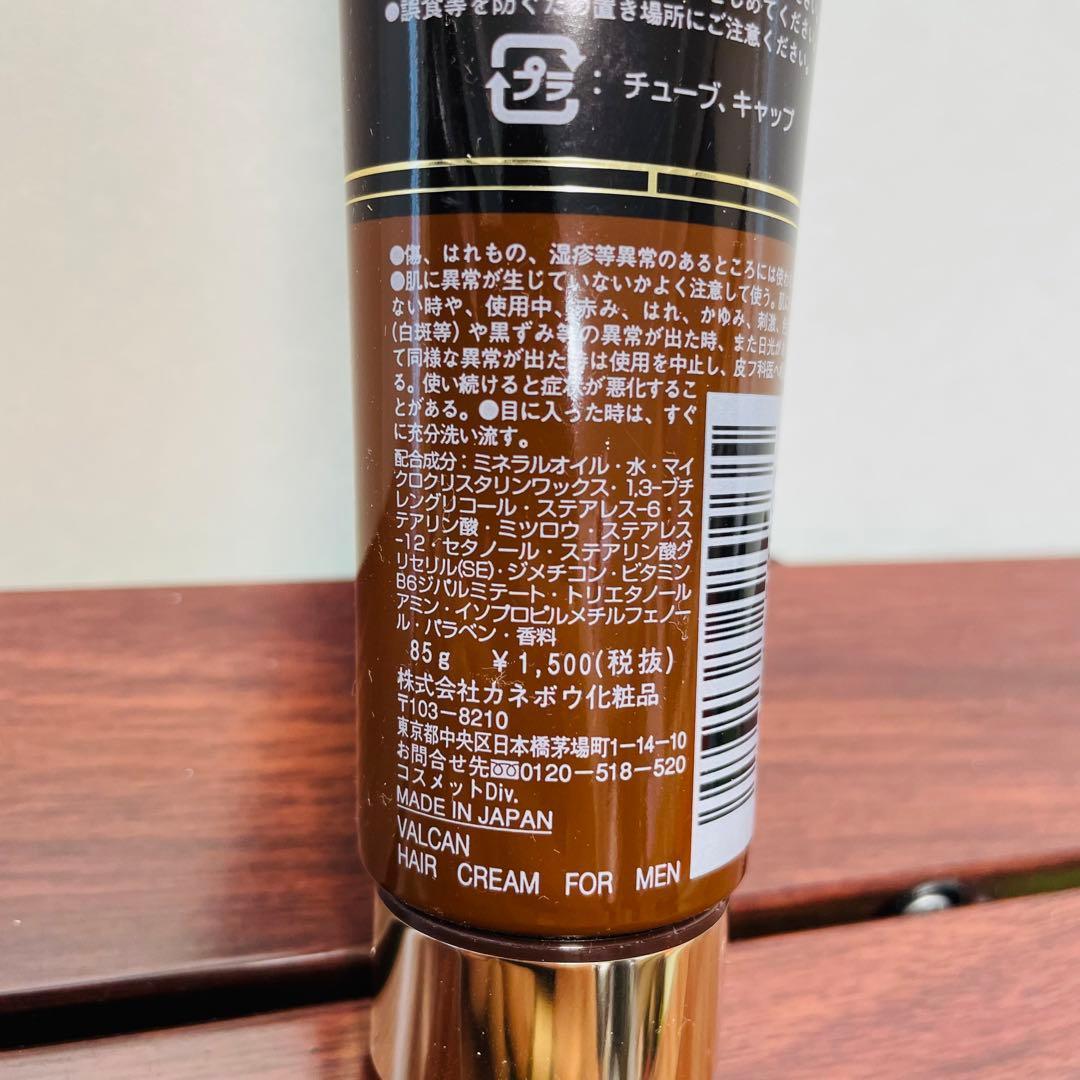 めてください
●誤食等を防ぐため置き場所にご注意ください。
プラ : チューブ、キャップ
●傷、はれもの、湿疹等異常のあるところには使わ
●肌に異常が生じていないかよく注意して使う。肌に
ない時や、使用中、赤み、はれ、かゆみ、刺激、
(白斑等)や黒ずみ等の異常が出た時、また日光が
て同様な異常が出た時は使用を中止し、皮フ科医へ
る。使い続けると症状が悪化するこ
とがある。●目に入った時は、すぐ
に充分洗い流す。
配合成分:ミネラルオイル・水・マイ
クロクリスタリンワックス・1,3-ブチ
レングリコール・ステアレス-6・ス
テアリン酸・ミツロウ・ステアレス
-12・セタノール・ステアリン酸グ
リセリル(SE)・ジメチコン・ビタミン
B6ジパルミテート・トリエタノール
アミン・イソプロピルメチルフェノー
ル・パラベン・香料
85g ¥1,500(税抜)
株式会社カネボウ化粧品
〒103-8210
東京都中央区日本橋茅場町1-14-10
お問合せ先 0120-518-520
コスメットDiv.
MADE IN JAPAN
VALCAN
HAIR CREAM FOR MEN